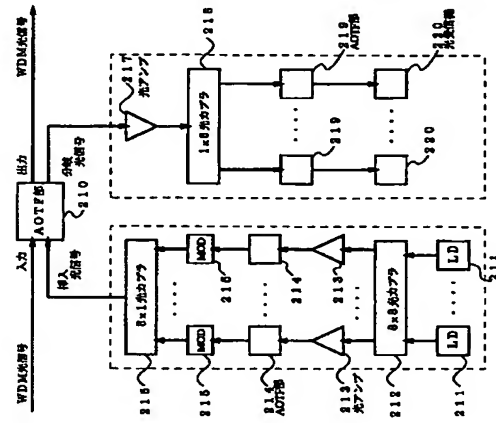 WDM光信号
入力
出力
WDM光信号
AOTF部
210
挿入
光信号
分岐
光信号
217
光アンプ
218
8x1光カプラ
216
1x8光カプラ
MOD
MOD
215
215
219
AOTF部
219
214
AOTF部
214
220
光受信機
220
213
光アンプ
213
8x8光カプラ
212
LD
LD
211
211